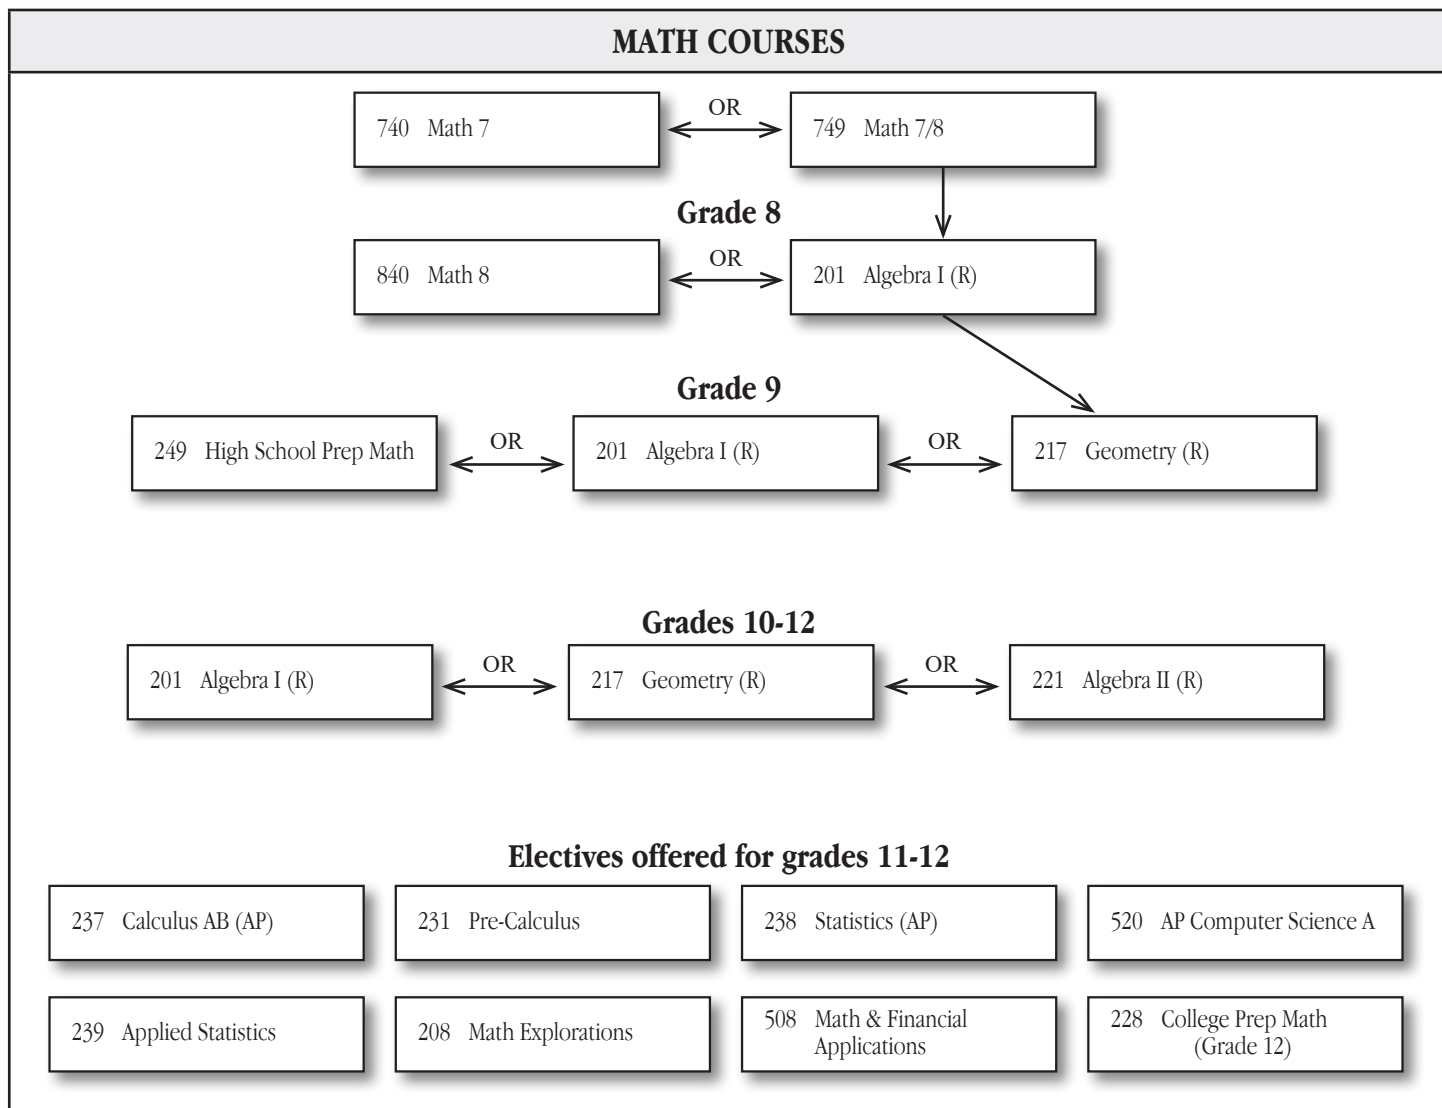 MATH COURSES
740 Math 7
OR
749 Math 7/8
Grade 8
840 Math 8
OR
201 Algebra I (R)
Grade 9
249 High School Prep Math
OR
201 Algebra I (R)
OR
217 Geometry (R)
Grades 10-12
201 Algebra I (R)
OR
217 Geometry (R)
OR
221 Algebra II (R)
Electives offered for grades 11-12
237 Calculus AB (AP)
231 Pre-Calculus
238 Statistics (AP)
520 AP Computer Science A
239 Applied Statistics
208 Math Explorations
508 Math & Financial
Applications
228 College Prep Math
(Grade 12)